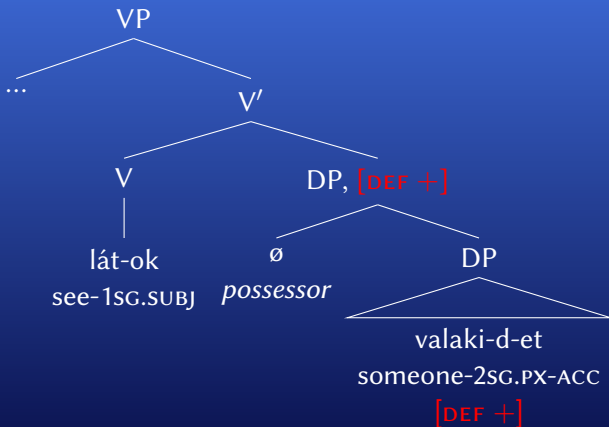 VP
...
V′
V
DP, [DEF +]
lát-ok
see-1SG.SUBJ
ø
possessor
DP
valaki-d-et
someone-2SG.PX-ACC
[DEF +]